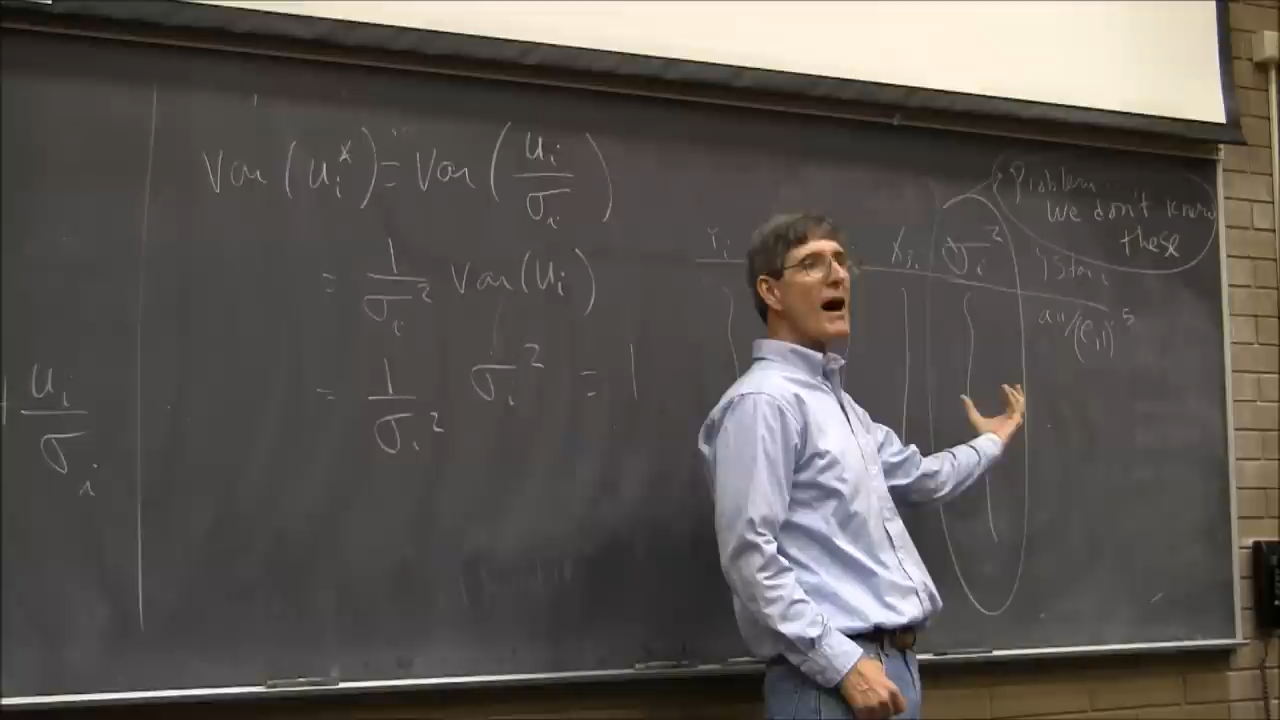 Var(uᵢ*) = Var(uᵢ/σᵢ)
= 1/σᵢ² Var(uᵢ)
= 1/σᵢ² σᵢ² = 1
+ uᵢ/σᵢ
Yᵢ X₃ᵢ σᵢ²
Problem
we don't know
these